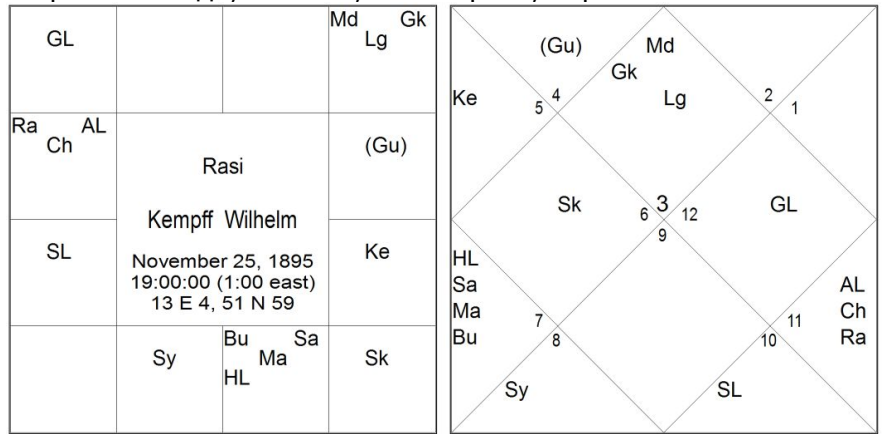 GL
Md Gk
Lg
Ra AL
Ch
(Gu)
Rasi
Kempff Wilhelm
November 25, 1895
19:00:00 (1:00 east)
13 E 4, 51 N 59
SL
Ke
Sy
Bu Sa
Ma
HL
Sk
(Gu)
Md
Gk
Lg
Ke
5 4
2 1
Sk
6 3 12
9
GL
HL
Sa
Ma
Bu
7
8
AL
Ch
Ra
11
10
Sy
SL